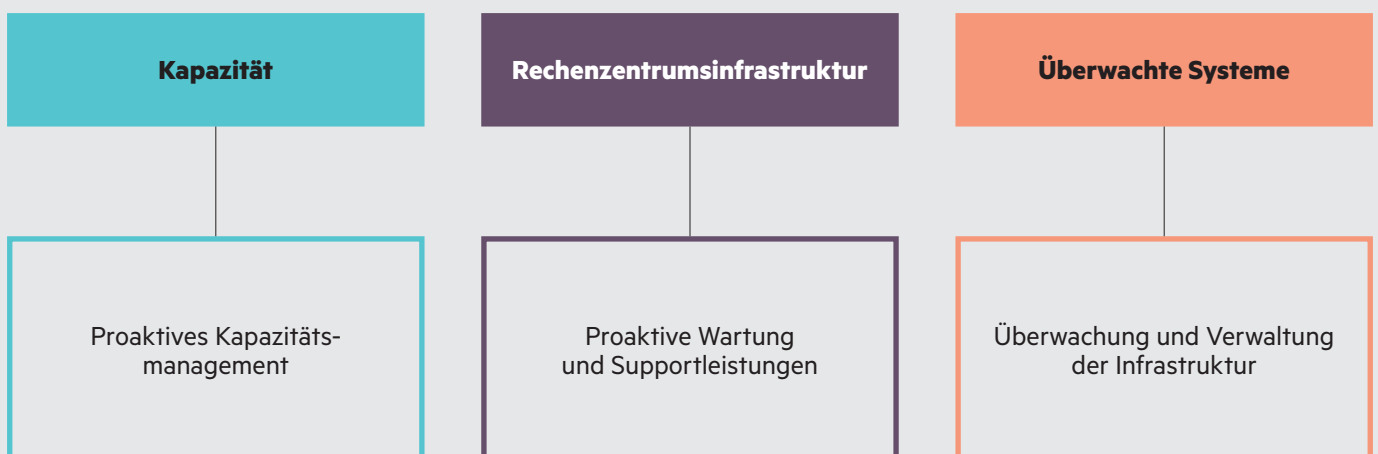 Kapazität
Rechenzentrumsinfrastruktur
Überwachte Systeme
Proaktives Kapazitäts-
management
Proaktive Wartung
und Supportleistungen
Überwachung und Verwaltung
der Infrastruktur